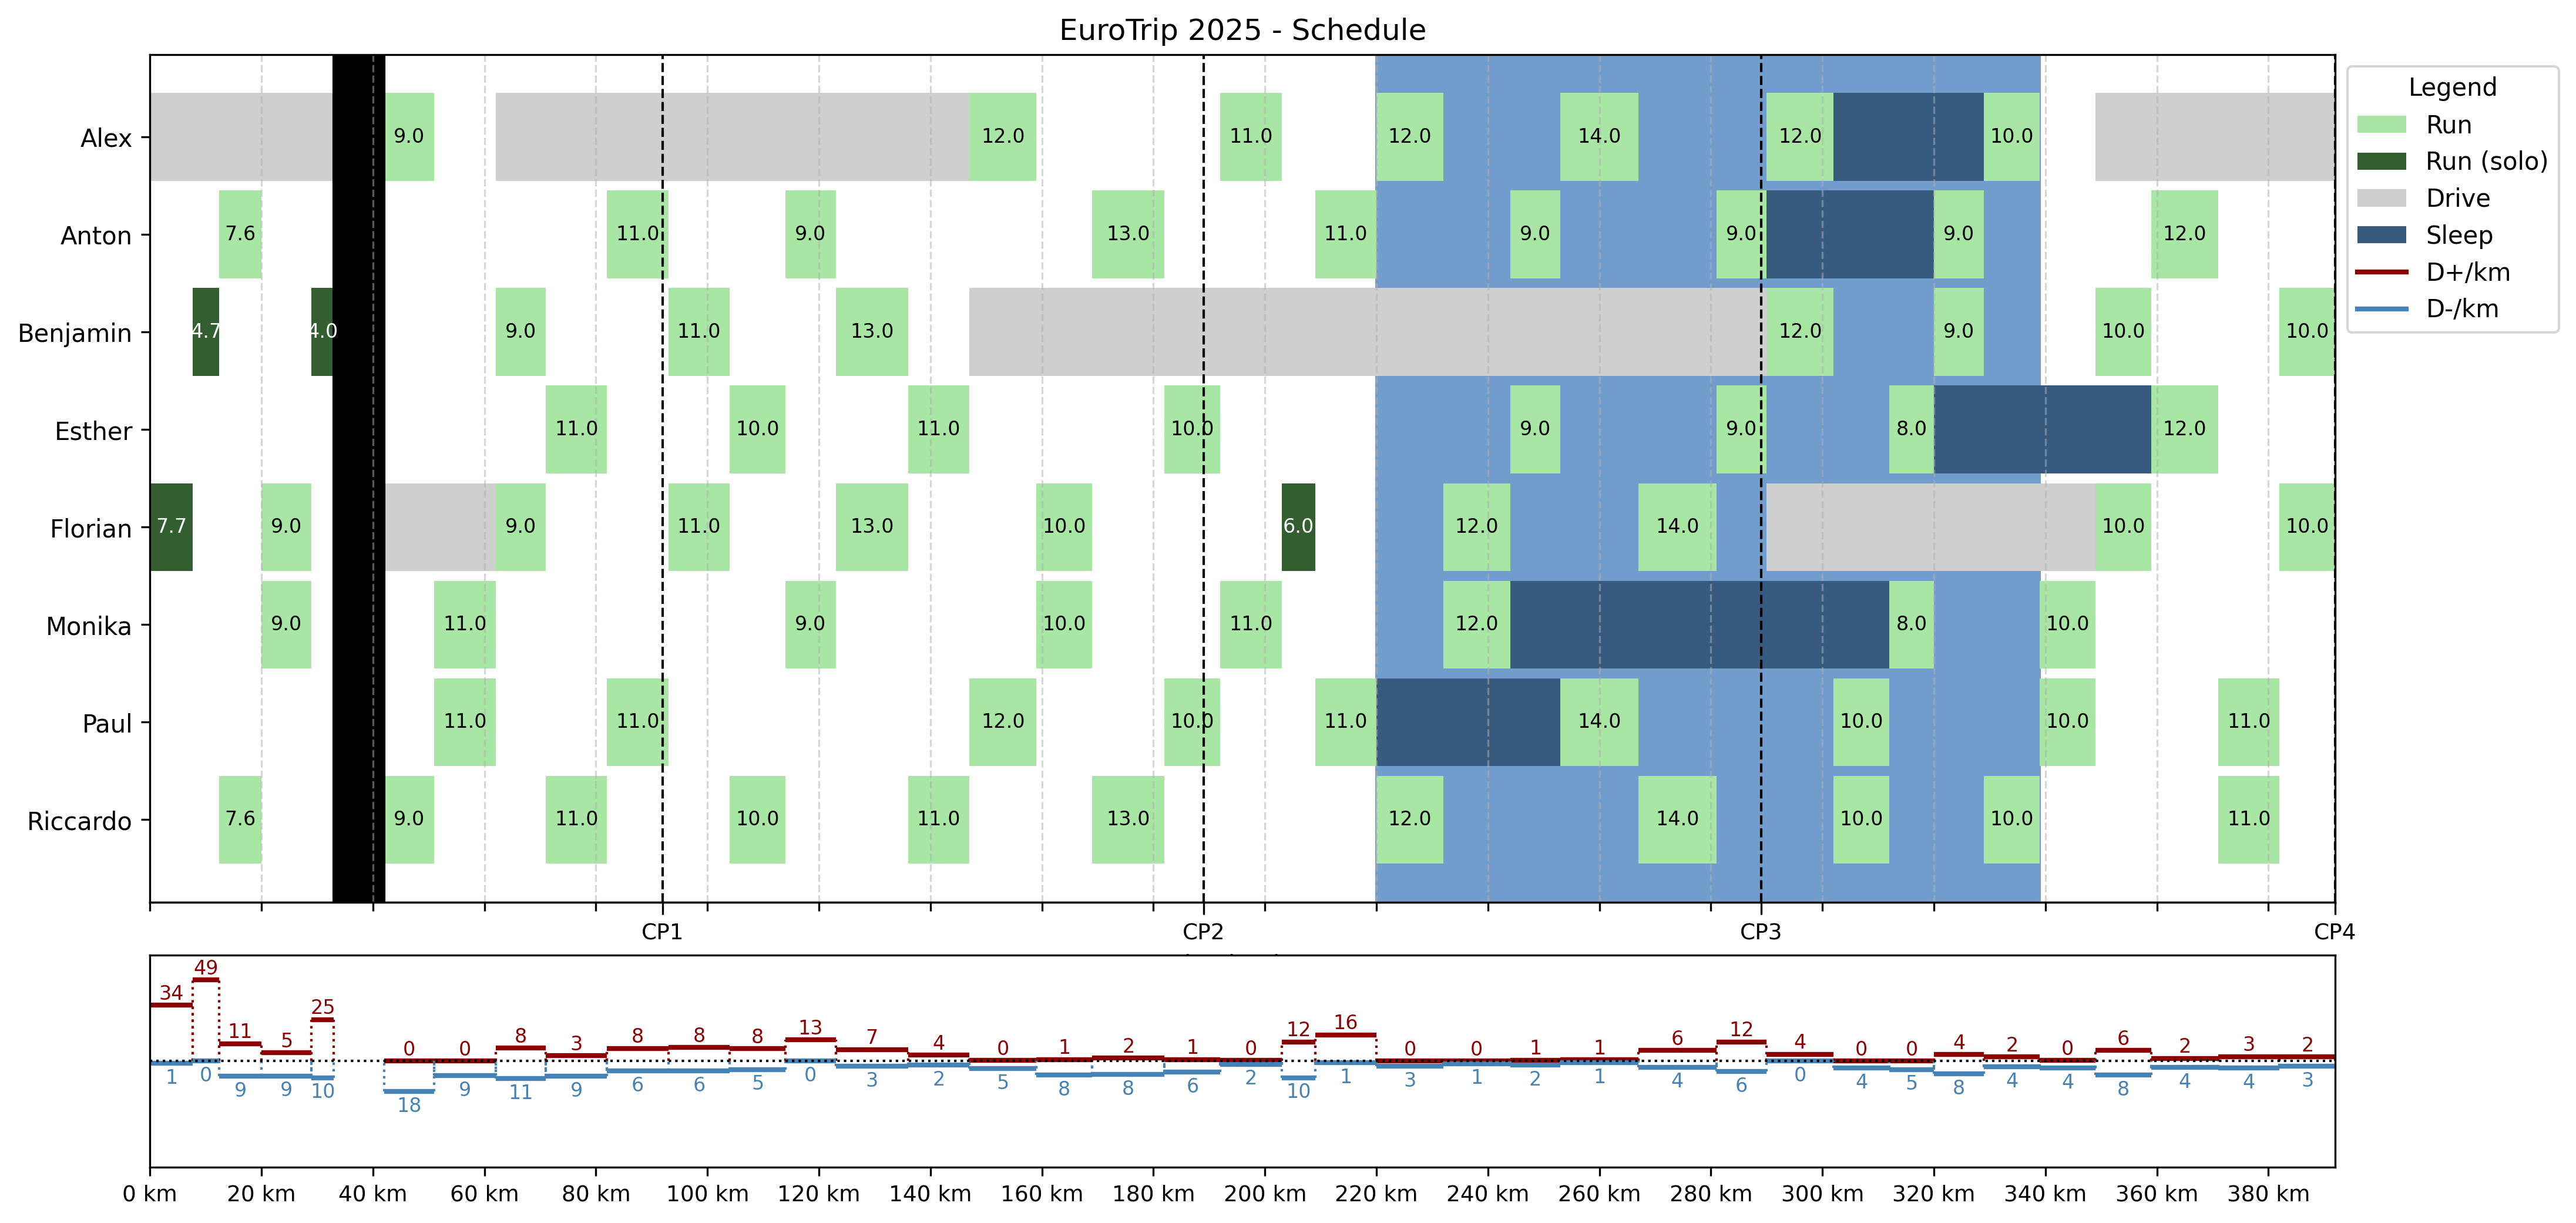 EuroTrip 2025 - Schedule
Legend
Run
Run (solo)
Drive
Sleep
D+/km
D-/km
Alex 9.0 12.0 11.0 12.0 14.0 12.0 10.0
Anton 7.6 11.0 9.0 13.0 11.0 9.0 9.0 9.0 12.0
Benjamin 4.7 4.0 9.0 11.0 13.0 12.0 9.0 10.0 10.0
Esther 11.0 10.0 11.0 10.0 9.0 9.0 8.0 12.0
Florian 7.7 9.0 9.0 11.0 13.0 10.0 6.0 12.0 14.0 10.0 10.0
Monika 9.0 11.0 9.0 10.0 11.0 12.0 8.0 10.0
Paul 11.0 11.0 12.0 10.0 11.0 14.0 10.0 10.0 11.0
Riccardo 7.6 9.0 11.0 10.0 11.0 13.0 12.0 14.0 10.0 10.0 11.0
CP1 CP2 CP3 CP4
34 49 11 5 25 0 0 8 3 8 8 8 13 7 4 0 1 2 1 0 12 16 0 0 1 1 6 12 4 0 0 4 2 0 6 2 3 2
1 0 9 9 10 18 9 11 9 6 6 5 0 3 2 5 8 8 6 2 10 1 3 1 2 1 4 6 0 4 5 8 4 4 8 4 4 3
0 km 20 km 40 km 60 km 80 km 100 km 120 km 140 km 160 km 180 km 200 km 220 km 240 km 260 km 280 km 300 km 320 km 340 km 360 km 380 km